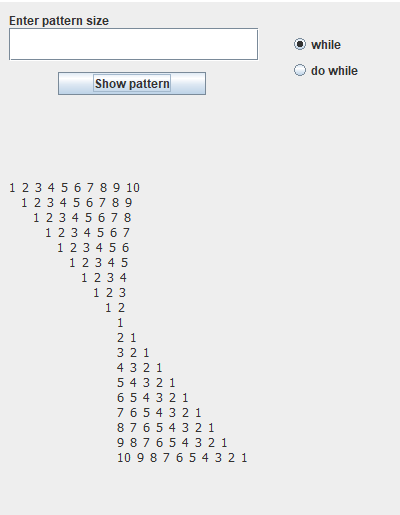 Enter pattern size
while
do while
Show pattern
1 2 3 4 5 6 7 8 9 10
1 2 3 4 5 6 7 8 9
1 2 3 4 5 6 7 8
1 2 3 4 5 6 7
1 2 3 4 5 6
1 2 3 4 5
1 2 3 4
1 2 3
1 2
1
2 1
3 2 1
4 3 2 1
5 4 3 2 1
6 5 4 3 2 1
7 6 5 4 3 2 1
8 7 6 5 4 3 2 1
9 8 7 6 5 4 3 2 1
10 9 8 7 6 5 4 3 2 1